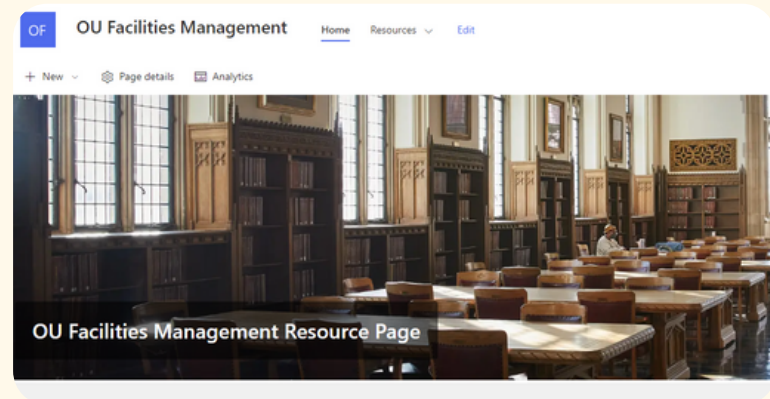 OF OU Facilities Management Home Resources Edit
+ New Page details Analytics
OU Facilities Management Resource Page